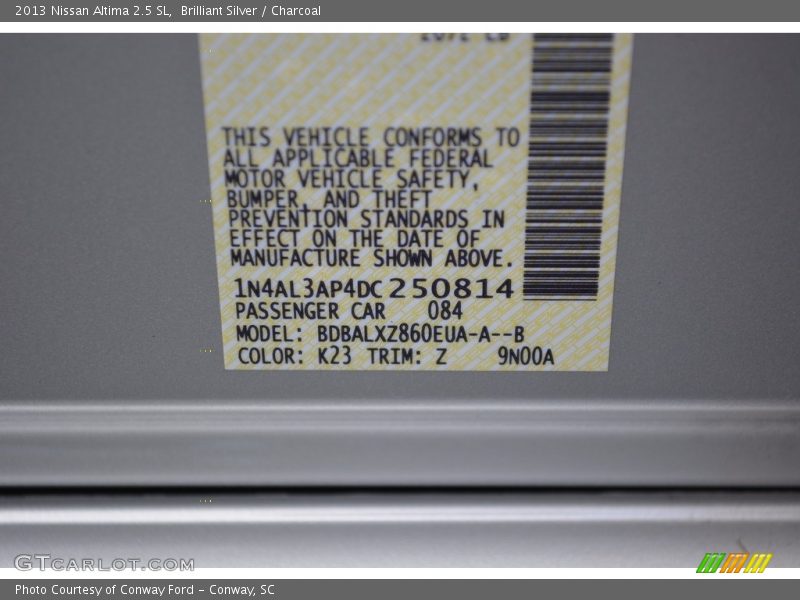 2013 Nissan Altima 2.5 SL,  Brilliant Silver / Charcoal
THIS VEHICLE CONFORMS TO
ALL APPLICABLE FEDERAL
MOTOR VEHICLE SAFETY,
BUMPER, AND THEFT
PREVENTION STANDARDS IN
EFFECT ON THE DATE OF
MANUFACTURE SHOWN ABOVE.
1N4AL3AP4DC250814
PASSENGER CAR 084
MODEL: BDBALXZ860EUA-A--B
COLOR: K23 TRIM: Z 9N00A
GTCARLOT.COM
Photo Courtesy of Conway Ford – Conway, SC